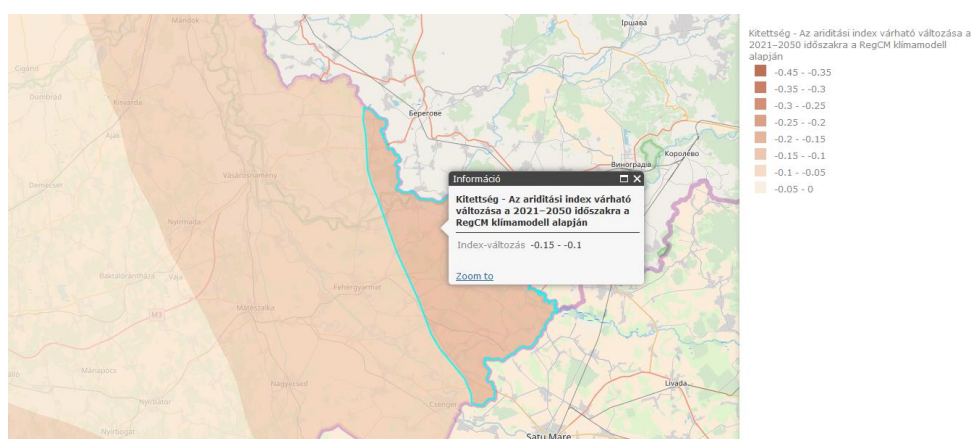 Mándok
Іршава
Cigánd
Dombrád
Kisvárda
Ajak
Берегове
Королево
Виноградів
Demecser
Vásárosnamény
Nyírmada
Baktalórántháza
Vaja
Fehérgyarmat
M3
Mátészalka
Máriapócs
Nagyecsed
Nyírbátor
Csenger
Livada
Nyírbogát
Satu Mare
Információ
Kitettség - Az ariditási index várható
változása a 2021–2050 időszakra a
RegCM klímamodell alapján
Index-változás -0.15 - -0.1
Zoom to
Kitettség - Az ariditási index várható változása a
2021–2050 időszakra a RegCM klímamodell
alapján
-0.45 - -0.35
-0.35 - -0.3
-0.3 - -0.25
-0.25 - -0.2
-0.2 - -0.15
-0.15 - -0.1
-0.1 - -0.05
-0.05 - 0